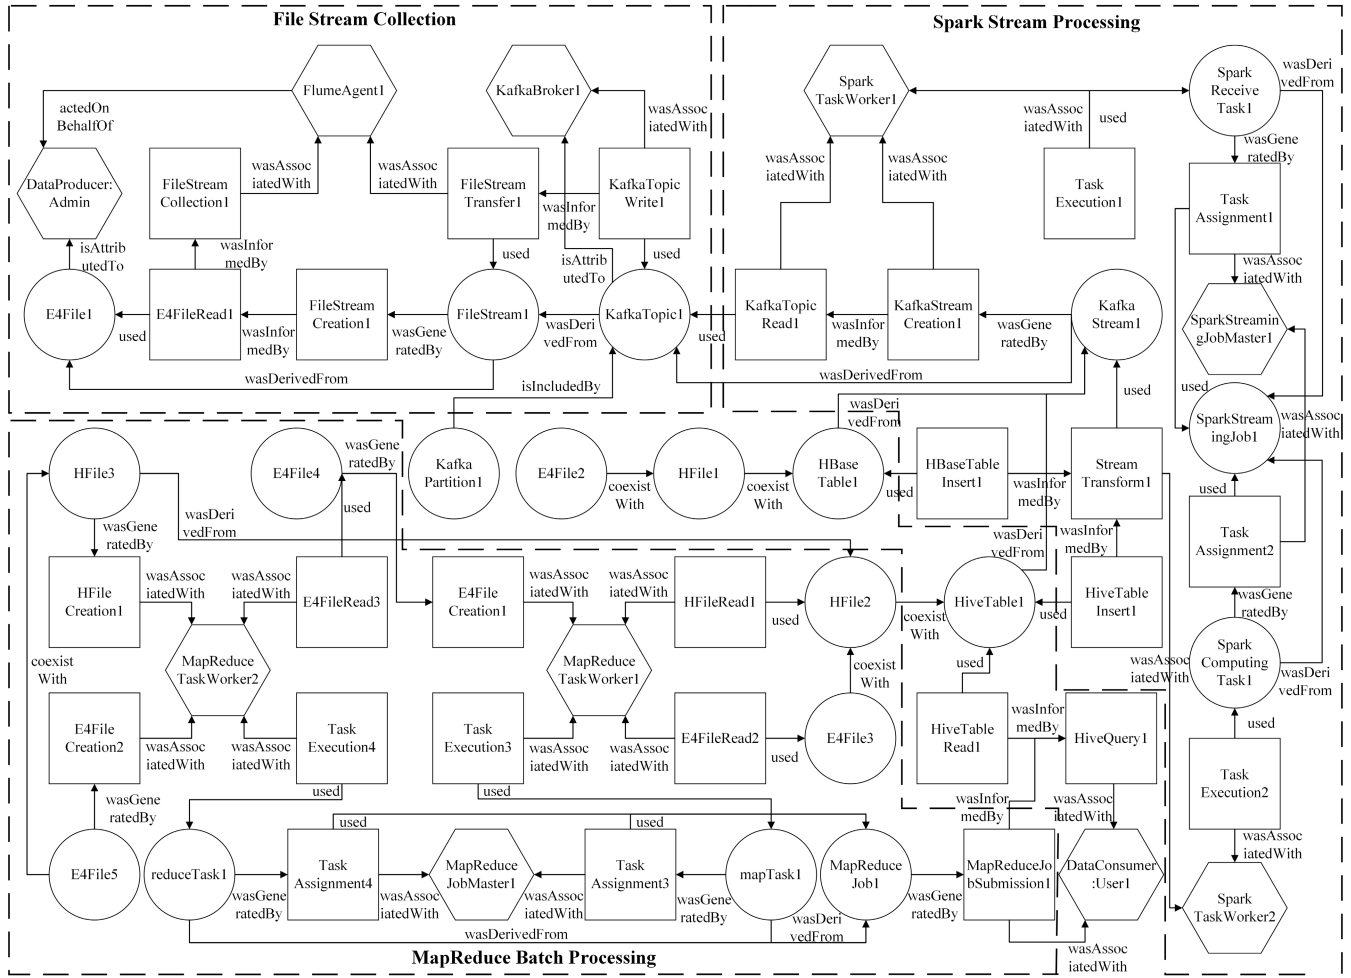 File Stream Collection
Spark Stream Processing
FlumeAgent1
KafkaBroker1
Spark
TaskWorker1
Spark
Receive
Task1
wasDeri
vedFrom
actedOn
BehalfOf
wasAssoc
iatedWith
wasAssoc
iatedWith
used
wasGene
ratedBy
DataProducer:
Admin
FileStream
Collection1
wasAssoc
iatedWith
wasAssoc
iatedWith
FileStream
Transfer1
KafkaTopic
Write1
wasAssoc
iatedWith
wasAssoc
iatedWith
Task
Execution1
Task
Assignment1
wasInfor
medBy
isAttrib
utedTo
wasInfor
medBy
used
isAttrib
utedTo
used
wasAssoc
iatedWith
E4File1
used
E4FileRead1
wasInfor
medBy
FileStream
Creation1
wasGene
ratedBy
FileStream1
wasDeri
vedFrom
KafkaTopic1
used
KafkaTopic
Read1
wasInfor
medBy
KafkaStream
Creation1
wasGene
ratedBy
Kafka
Stream1
SparkStreamin
gJobMaster1
wasDerivedFrom
isIncludedBy
wasDerivedFrom
used
used
wasDeri
vedFrom
SparkStream
ingJob1
wasAssoc
iatedWith
HFile3
E4File4
wasGene
ratedBy
Kafka
Partition1
E4File2
coexist
With
HFile1
coexist
With
HBase
Table1
used
HBaseTable
Insert1
wasInfor
medBy
Stream
Transform1
used
wasGene
ratedBy
wasDeri
vedFrom
used
wasDeri
vedFrom
wasInfor
medBy
Task
Assignment2
HFile
Creation1
wasAssoc
iatedWith
wasAssoc
iatedWith
E4FileRead3
E4File
Creation1
wasAssoc
iatedWith
wasAssoc
iatedWith
HFileRead1
used
HFile2
coexist
With
HiveTable1
used
HiveTable
Insert1
wasGene
ratedBy
coexist
With
MapReduce
TaskWorker2
MapReduce
TaskWorker1
coexist
With
used
wasAssoc
iatedWith
Spark
Computing
Task1
wasDeri
vedFrom
E4File
Creation2
wasAssoc
iatedWith
wasAssoc
iatedWith
Task
Execution4
Task
Execution3
wasAssoc
iatedWith
wasAssoc
iatedWith
E4FileRead2
used
E4File3
HiveTable
Read1
wasInfor
medBy
HiveQuery1
used
Task
Execution2
wasGene
ratedBy
used
used
wasInfor
medBy
wasAssoc
iatedWith
wasAssoc
iatedWith
used
used
E4File5
reduceTask1
wasGene
ratedBy
Task
Assignment4
wasAssoc
iatedWith
MapReduce
JobMaster1
wasAssoc
iatedWith
Task
Assignment3
wasGene
ratedBy
mapTask1
MapReduce
Job1
wasGene
ratedBy
MapReduceJo
bSubmission1
DataConsumer
:User1
Spark
TaskWorker2
wasDerivedFrom
wasDeri
vedFrom
wasAssoc
iatedWith
MapReduce Batch Processing